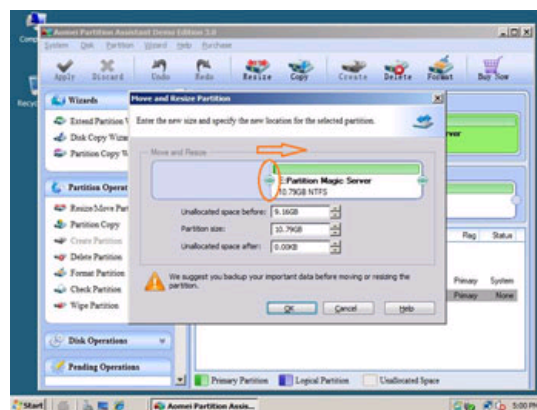 Aomei Partition Assistant Demo Edition 3.0
System Disk Partition Wizard Help Purchase
Apply Discard Undo Redo Resize Copy Create Delete Format Buy Now
Wizards
Extend Partition
Disk Copy
Partition Copy
Move and Resize Partition
Enter the new size and specify the new location for the selected partition.
Move and Resize
Partition Magic Server
10.79GB NTFS
Unallocated space before: 9.16GB
Partition size: 10.79GB
Unallocated space after: 0.00KB
We suggest you backup your important data before moving or resizing the
partition.
OK Cancel Help
Partition Operat
Resize/Move Par
Partition Copy
Create Partition
Delete Partition
Format Partition
Check Partition
Wipe Partition
Disk Operations
Pending Operations
Flag Status
Primary System
Primary None
Primary Partition Logical Partition Unallocated Space
Start Aomei Partition Assis... 5:00 PM